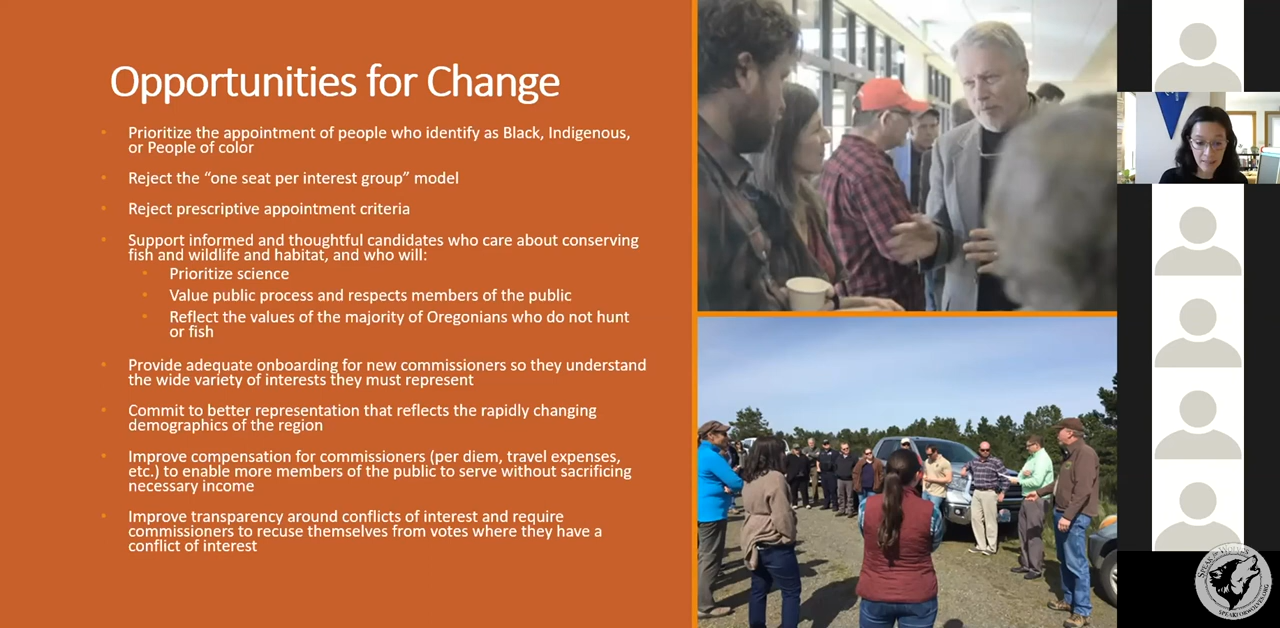 Opportunities for Change
Prioritize the appointment of people who identify as Black, Indigenous,
or People of color
Reject the “one seat per interest group” model
Reject prescriptive appointment criteria
Support informed and thoughtful candidates who care about conserving
fish and wildlife and habitat, and who will:
Prioritize science
Value public process and respects members of the public
Reflect the values of the majority of Oregonians who do not hunt
or fish
Provide adequate onboarding for new commissioners so they understand
the wide variety of interests they must represent
Commit to better representation that reflects the rapidly changing
demographics of the region
Improve compensation for commissioners (per diem, travel expenses,
etc.) to enable more members of the public to serve without sacrificing
necessary income
Improve transparency around conflicts of interest and require
commissioners to recuse themselves from votes where they have a
conflict of interest
SPEAK FOR WOLVES
SPEAKFORWOLVES.ORG